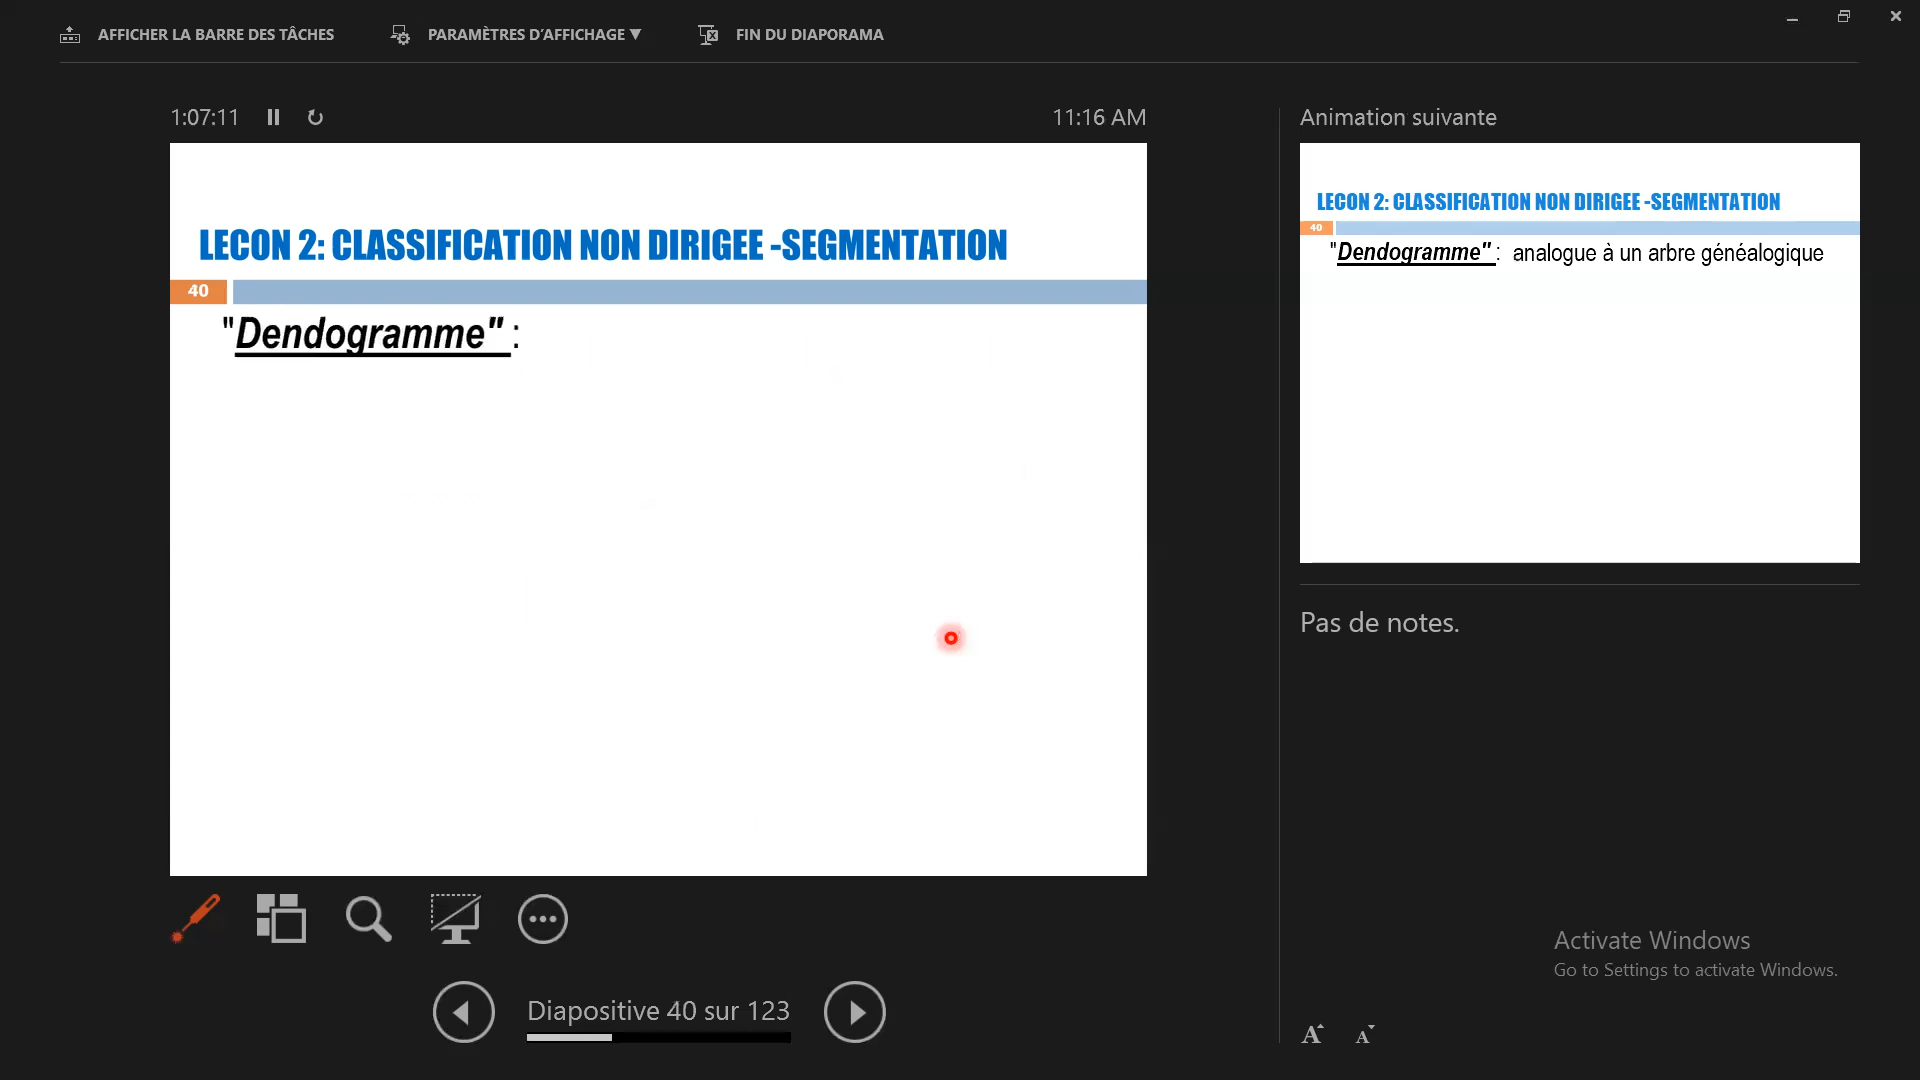 AFFICHER LA BARRE DES TÂCHES
PARAMÈTRES D'AFFICHAGE ▼
FIN DU DIAPORAMA
1:07:11
11:16 AM
LECON 2: CLASSIFICATION NON DIRIGEE -SEGMENTATION
40
"Dendogramme" :
Diapositive 40 sur 123
Animation suivante
LECON 2: CLASSIFICATION NON DIRIGEE -SEGMENTATION
40
"Dendogramme" : analogue à un arbre généalogique
Pas de notes.
Activate Windows
Go to Settings to activate Windows.
A A